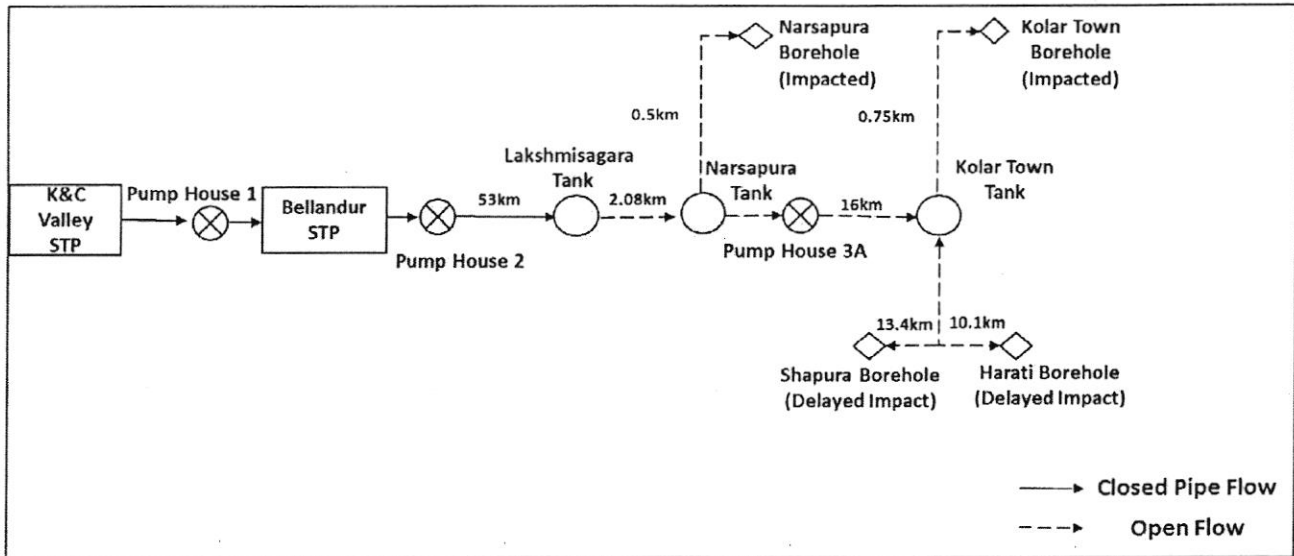 Narsapura
Borehole
(Impacted)
Kolar Town
Borehole
(Impacted)
0.5km
0.75km
Lakshmisagara
Tank
Narsapura
Tank
Kolar Town
Tank
K&C
Valley
STP
Pump House 1
Bellandur
STP
53km
2.08km
16km
Pump House 2
Pump House 3A
13.4km
10.1km
Shapura Borehole
(Delayed Impact)
Harati Borehole
(Delayed Impact)
Closed Pipe Flow
Open Flow